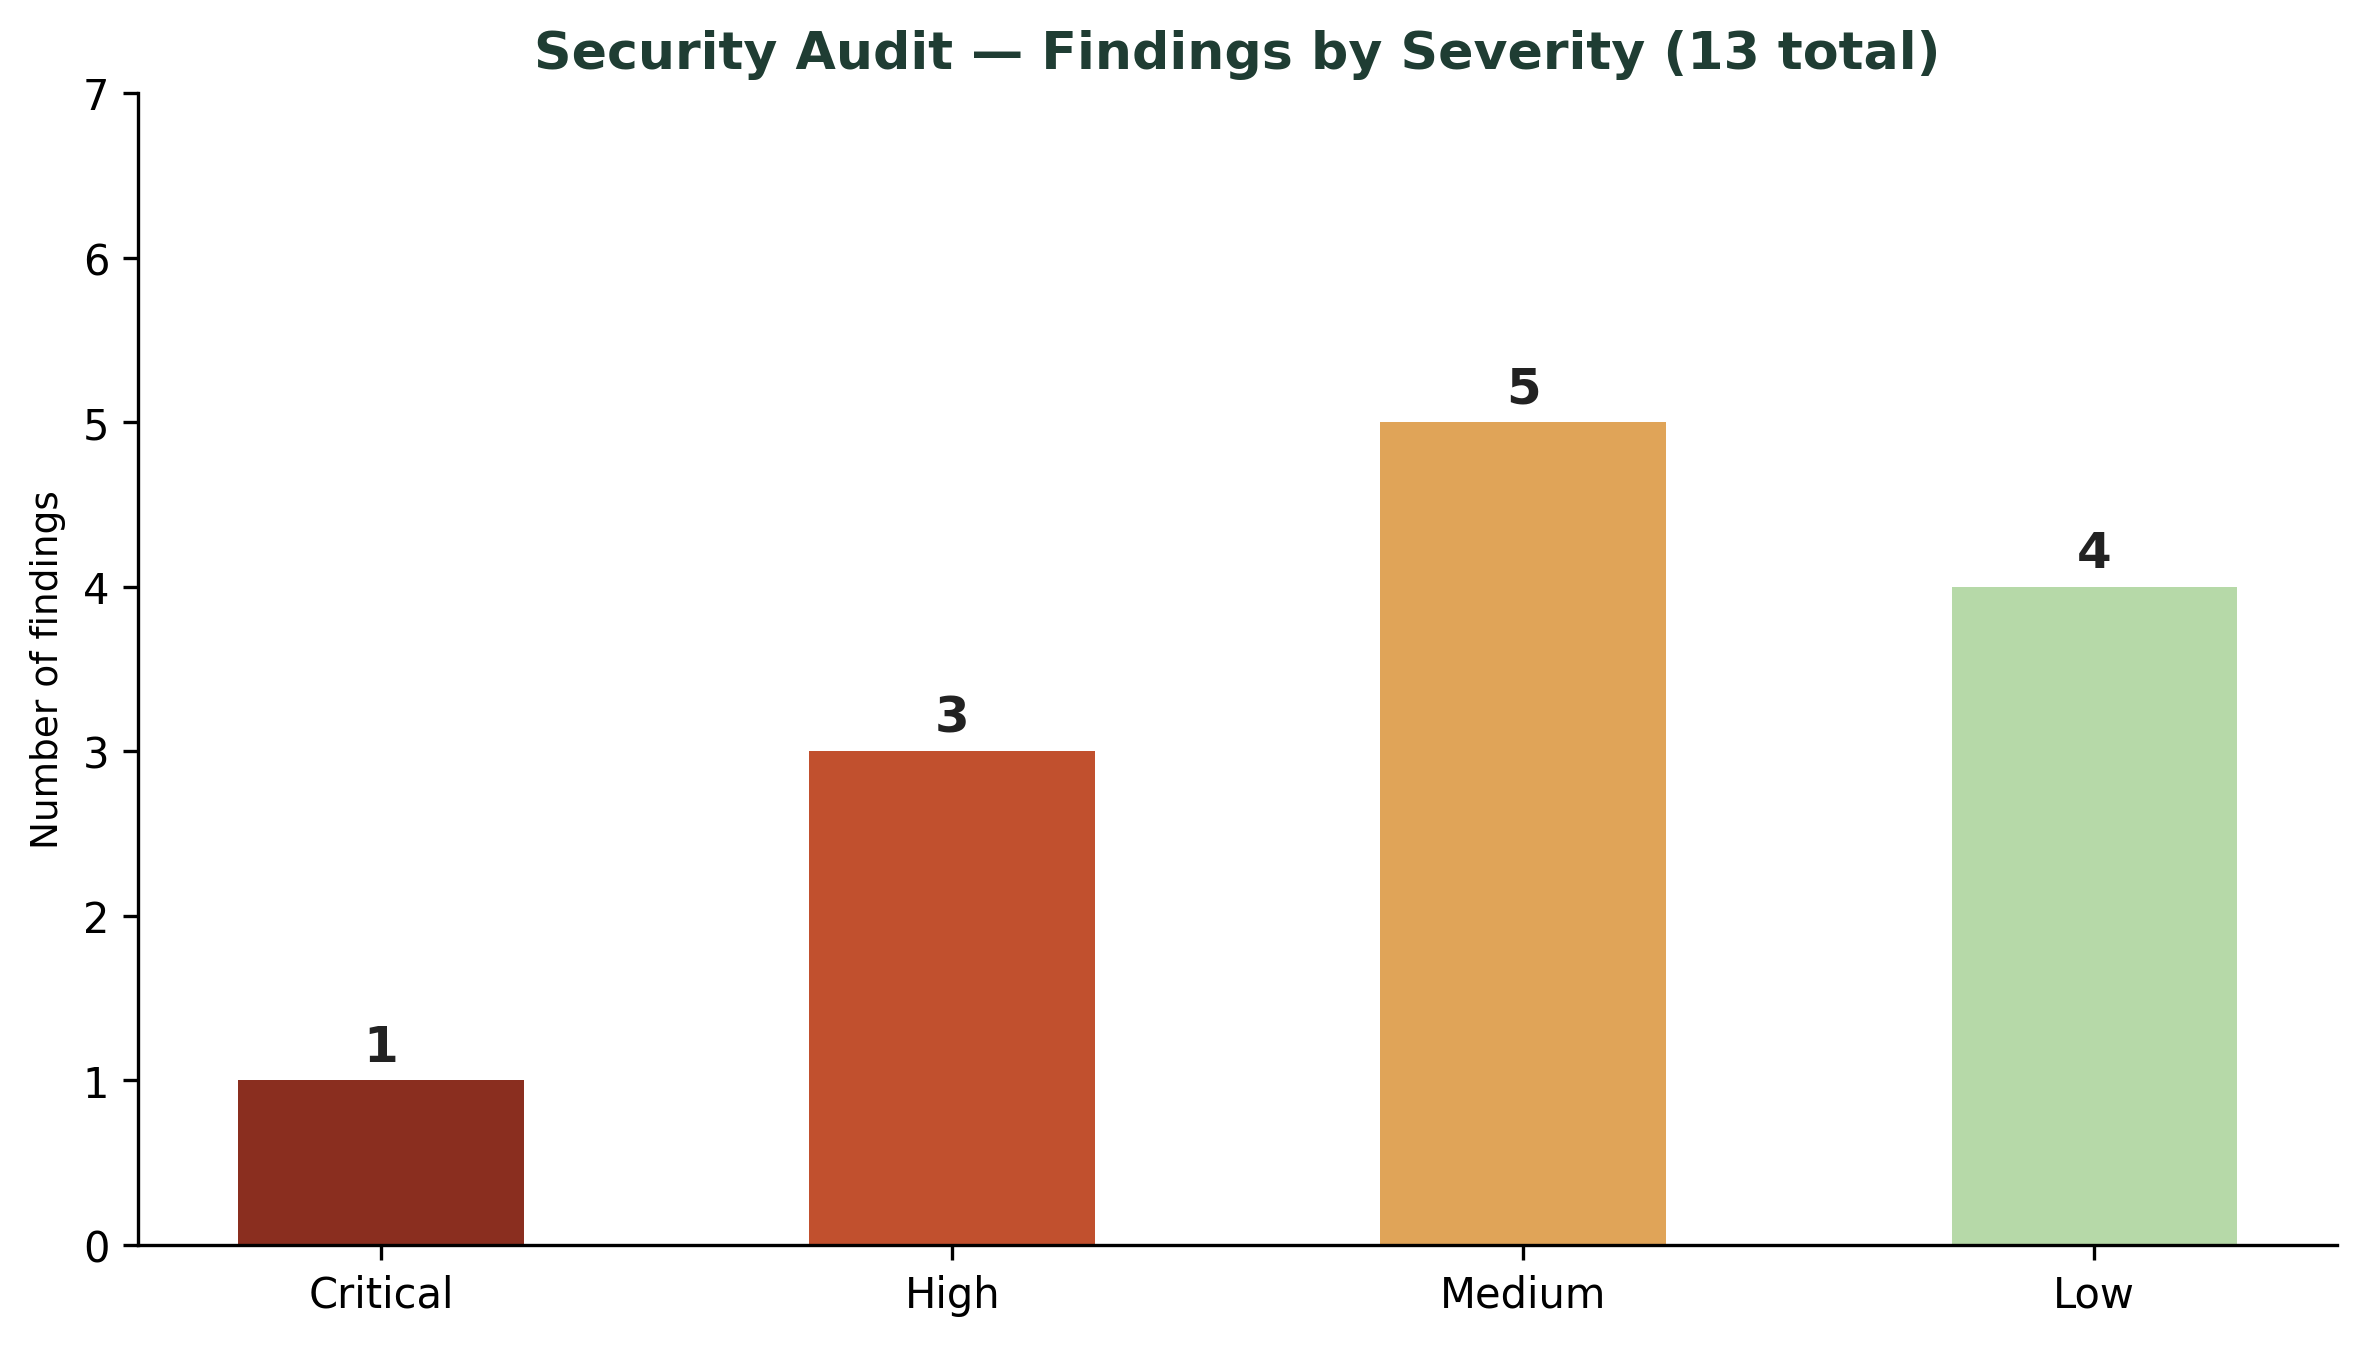 Security Audit — Findings by Severity (13 total)
Number of findings
7
6
5
4
3
2
1
0
1
3
5
4
Critical
High
Medium
Low